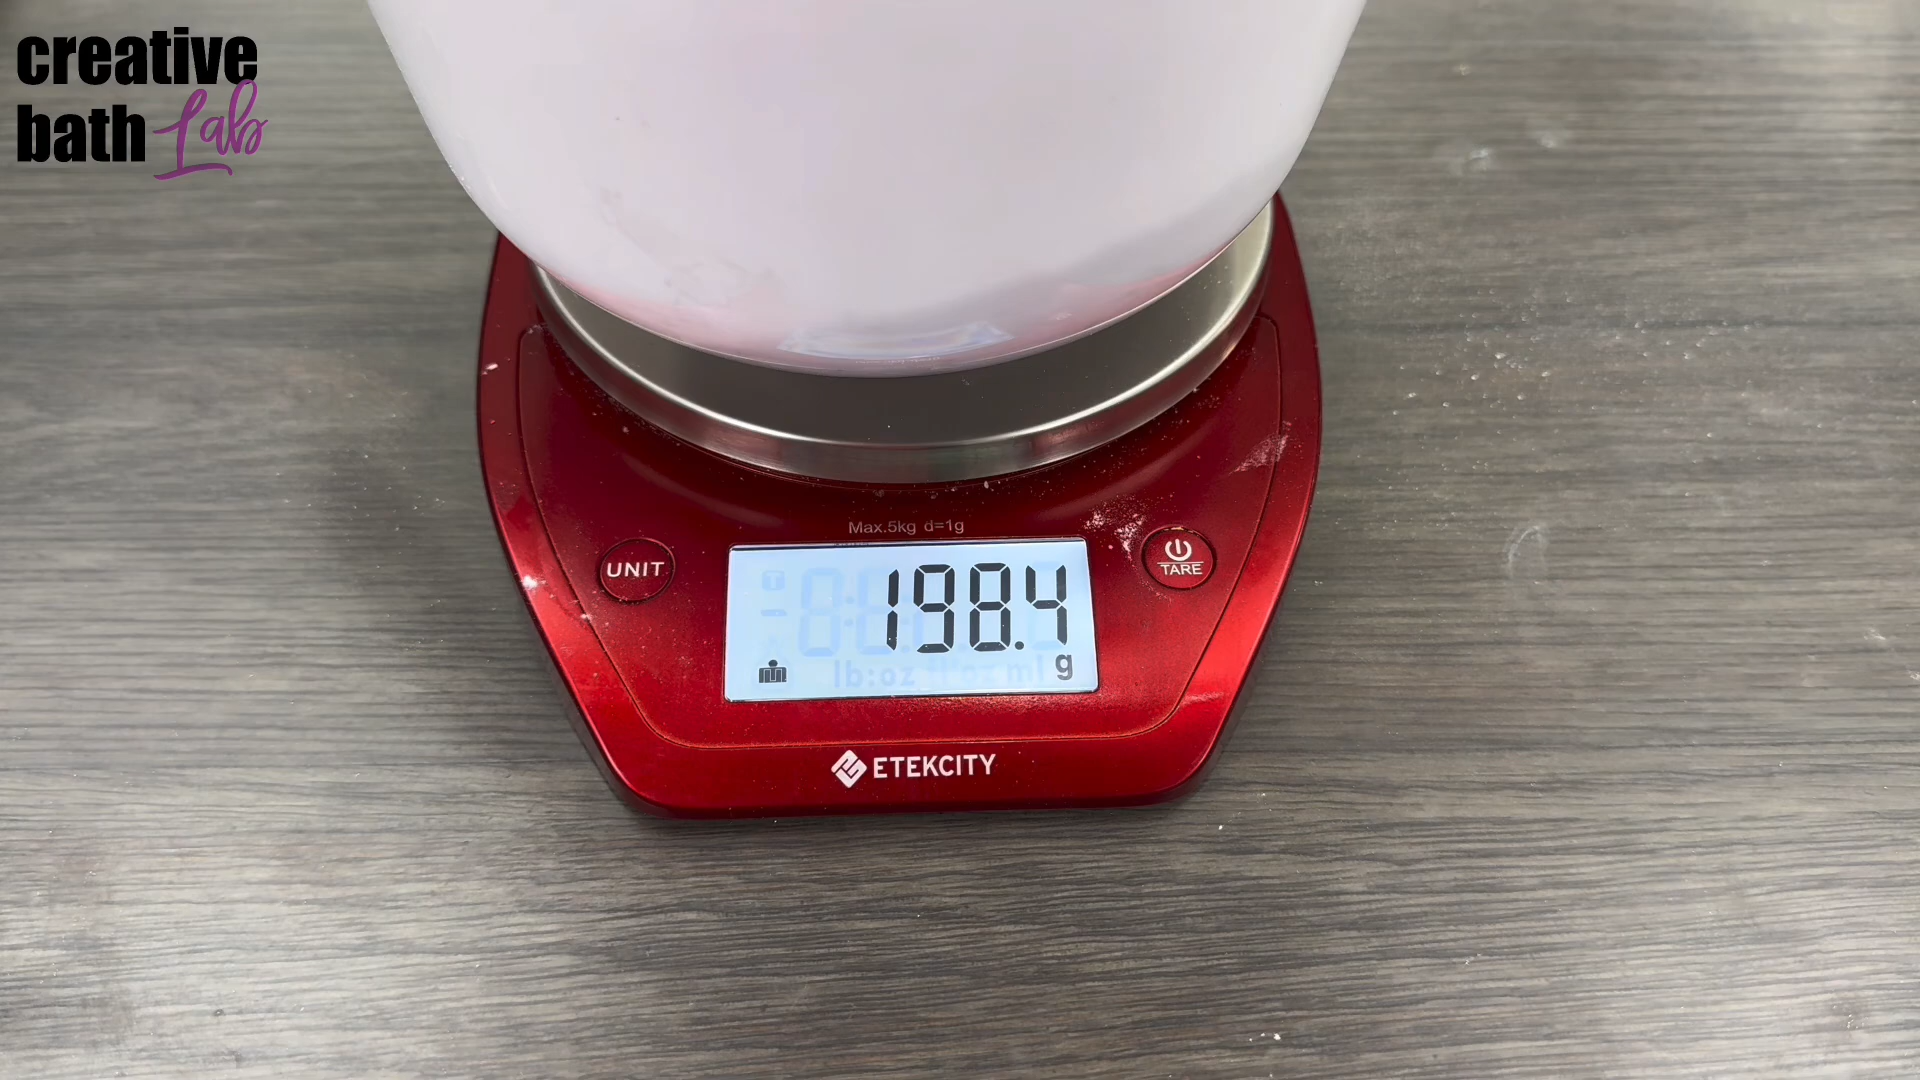 creative
bath Lab
Max.5kg d=1g
UNIT
TARE
198.4
lb:oz fl'oz ml g
ETEKCITY